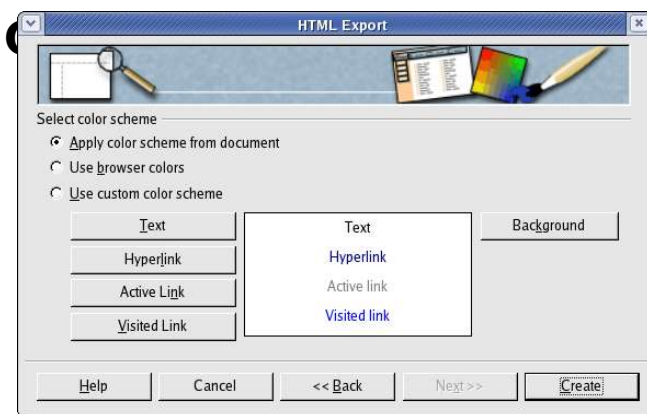 HTML Export
Select color scheme
Apply color scheme from document
Use browser colors
Use custom color scheme
Text
Hyperlink
Active Link
Visited Link
Text
Hyperlink
Active link
Visited link
Background
Help Cancel << Back Next >> Create